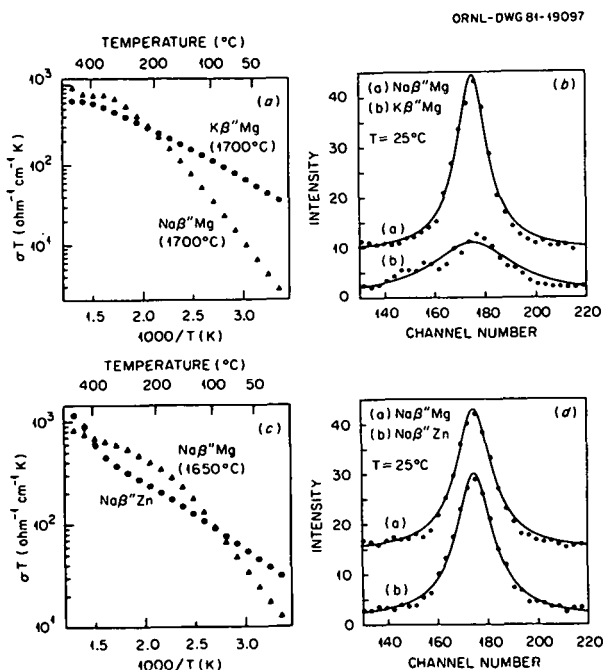 ORNL-DWG 81-19097
TEMPERATURE (°C)
400 200 100 50
(a)
10³
10²
10¹
σT (ohm⁻¹ cm⁻¹ K)
Kβ"Mg
(1700°C)
Naβ"Mg
(1700°C)
1.5 2.0 2.5 3.0
1000/T(K)
(a) Naβ"Mg (b)
(b) Kβ"Mg
T = 25°C
INTENSITY
40
30
20
10
0
(a)
(b)
140 160 180 200 220
CHANNEL NUMBER
TEMPERATURE (°C)
400 200 100 50
(c)
10³
10²
10¹
σT (ohm⁻¹ cm⁻¹ K)
Naβ"Mg
(1650°C)
Naβ"Zn
1.5 2.0 2.5 3.0
1000/T(K)
(a) Naβ"Mg (d)
(b) Naβ"Zn
T = 25°C
INTENSITY
40
30
20
10
0
(a)
(b)
140 160 180 200 220
CHANNEL NUMBER